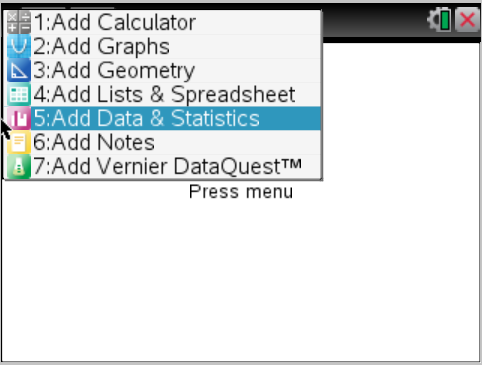 1:Add Calculator
2:Add Graphs
3:Add Geometry
4:Add Lists & Spreadsheet
5:Add Data & Statistics
6:Add Notes
7:Add Vernier DataQuest™
Press menu